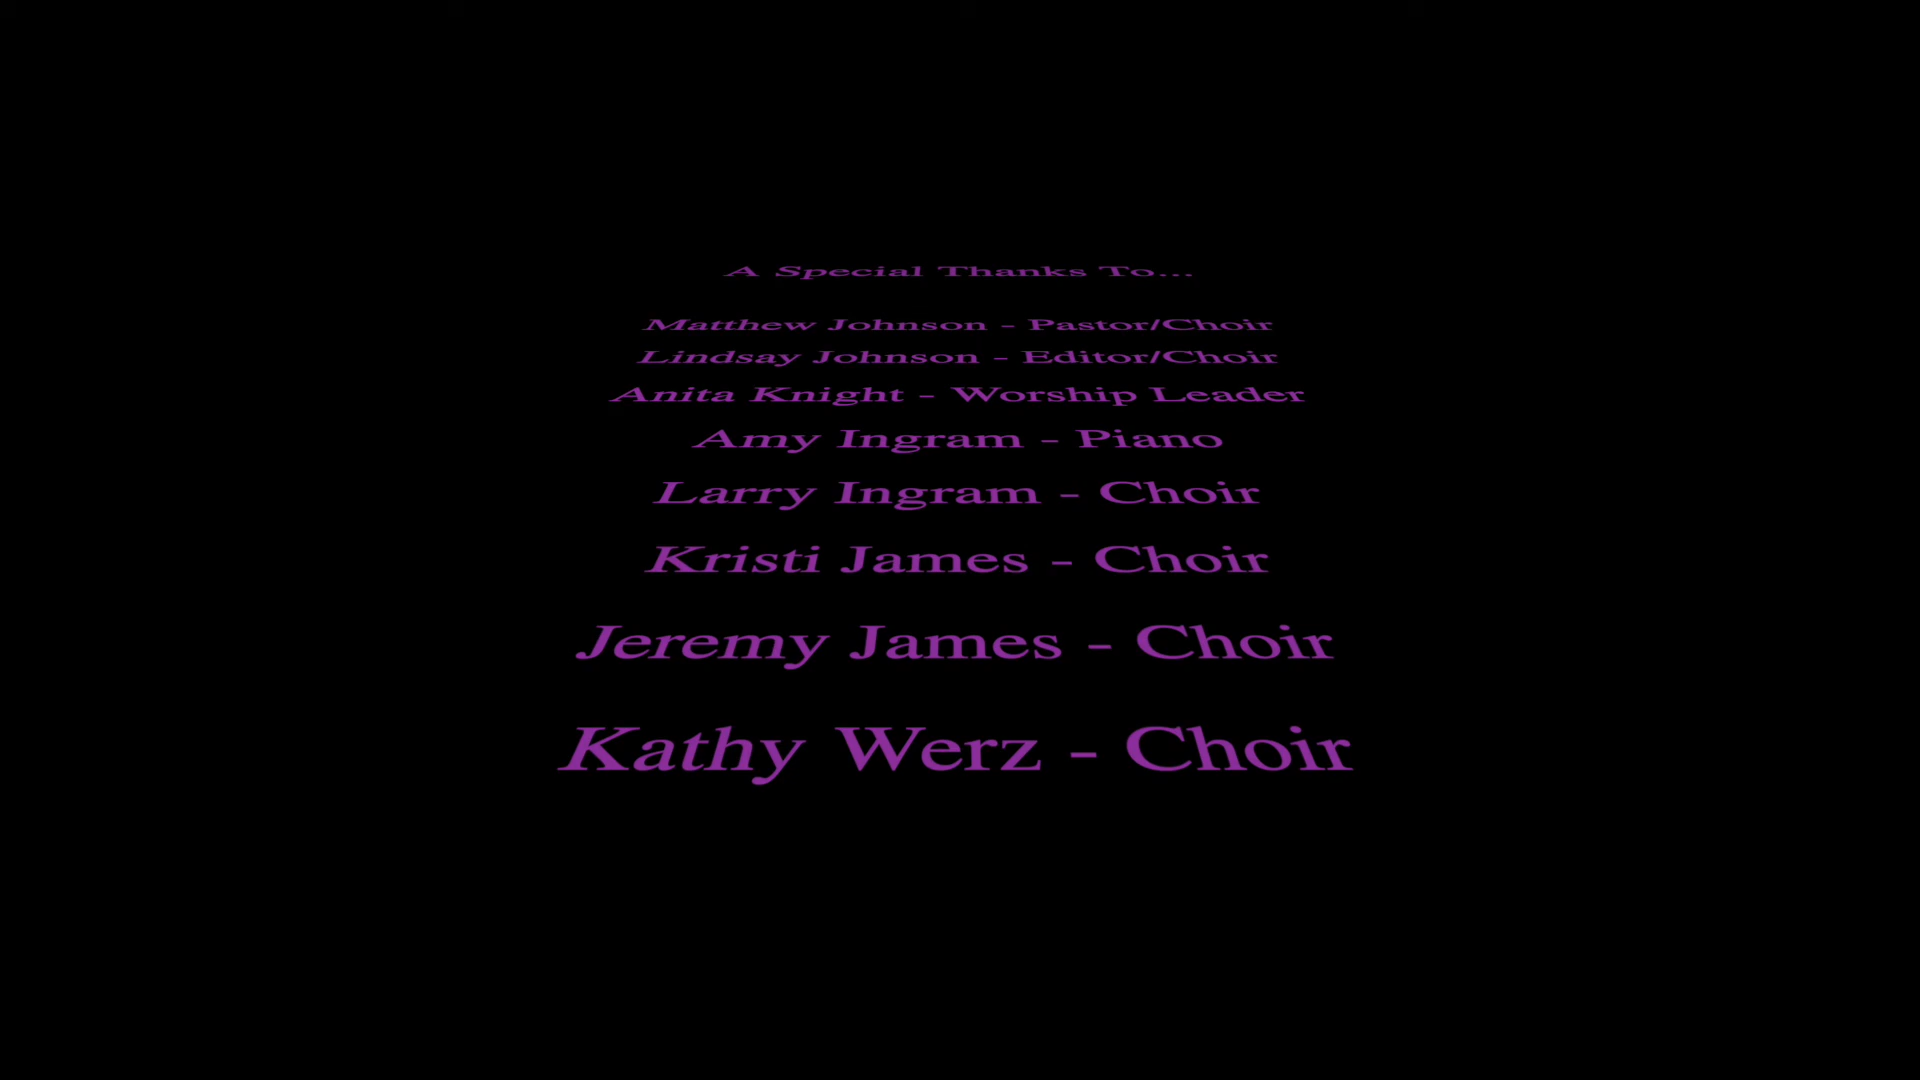 A Special Thanks To...
Matthew Johnson - Pastor/Choir
Lindsay Johnson - Editor/Choir
Anita Knight - Worship Leader
Amy Ingram - Piano
Larry Ingram - Choir
Kristi James - Choir
Jeremy James - Choir
Kathy Werz - Choir